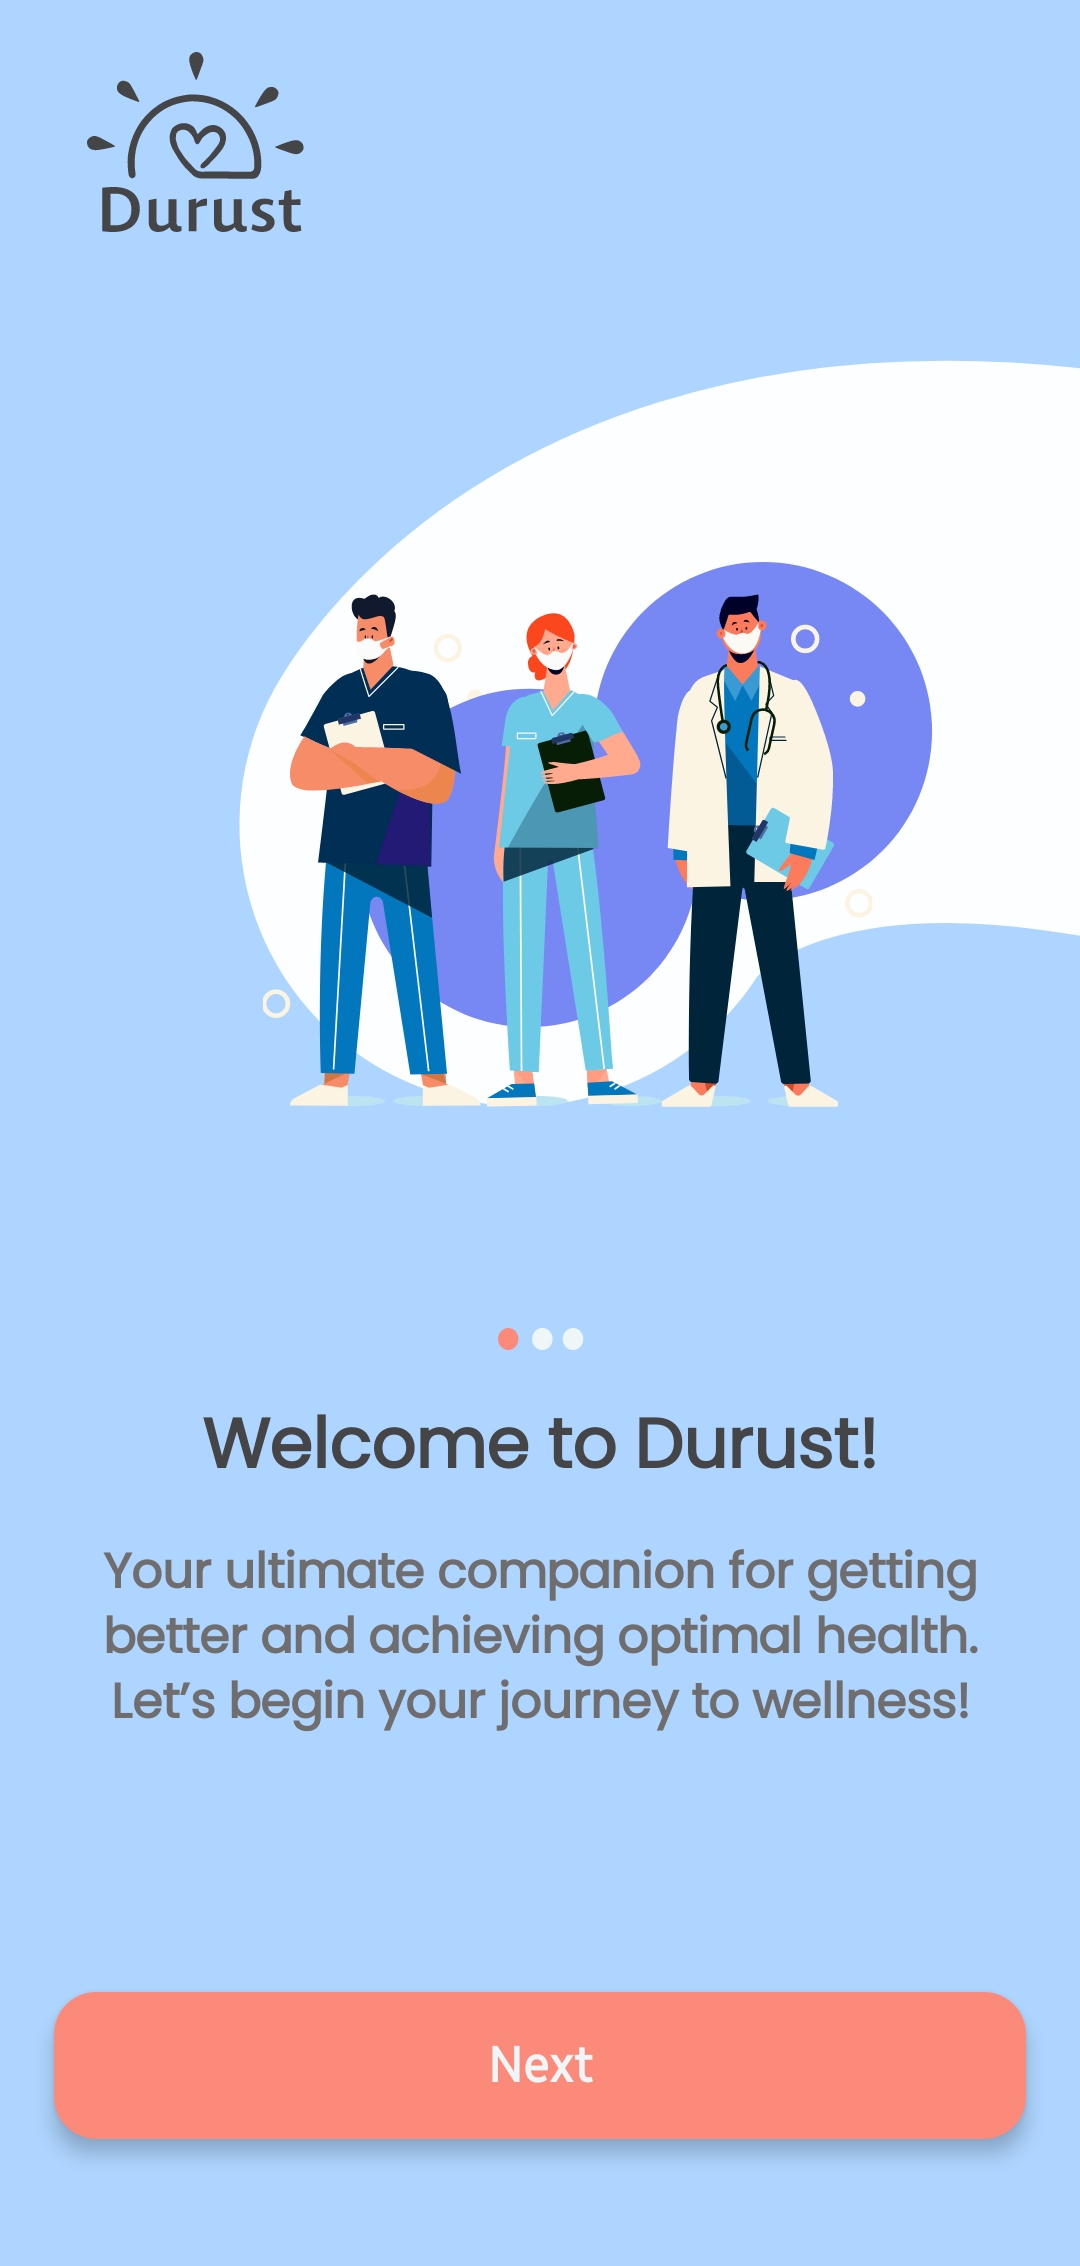 Durust
Welcome to Durust!
Your ultimate companion for getting
better and achieving optimal health.
Let’s begin your journey to wellness!
Next